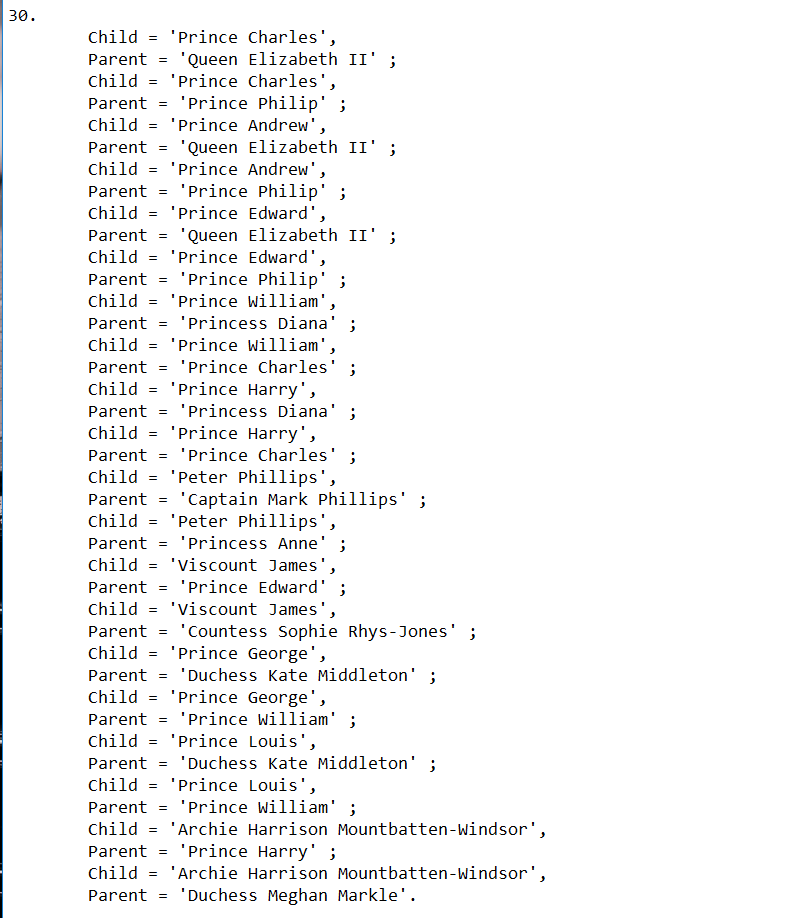 30.
Child = 'Prince Charles',
Parent = 'Queen Elizabeth II' ;
Child = 'Prince Charles',
Parent = 'Prince Philip' ;
Child = 'Prince Andrew',
Parent = 'Queen Elizabeth II' ;
Child = 'Prince Andrew',
Parent = 'Prince Philip' ;
Child = 'Prince Edward',
Parent = 'Queen Elizabeth II' ;
Child = 'Prince Edward',
Parent = 'Prince Philip' ;
Child = 'Prince William',
Parent = 'Princess Diana' ;
Child = 'Prince William',
Parent = 'Prince Charles' ;
Child = 'Prince Harry',
Parent = 'Princess Diana' ;
Child = 'Prince Harry',
Parent = 'Prince Charles' ;
Child = 'Peter Phillips',
Parent = 'Captain Mark Phillips' ;
Child = 'Peter Phillips',
Parent = 'Princess Anne' ;
Child = 'Viscount James',
Parent = 'Prince Edward' ;
Child = 'Viscount James',
Parent = 'Countess Sophie Rhys-Jones' ;
Child = 'Prince George',
Parent = 'Duchess Kate Middleton' ;
Child = 'Prince George',
Parent = 'Prince William' ;
Child = 'Prince Louis',
Parent = 'Duchess Kate Middleton' ;
Child = 'Prince Louis',
Parent = 'Prince William' ;
Child = 'Archie Harrison Mountbatten-Windsor',
Parent = 'Prince Harry' ;
Child = 'Archie Harrison Mountbatten-Windsor',
Parent = 'Duchess Meghan Markle'.